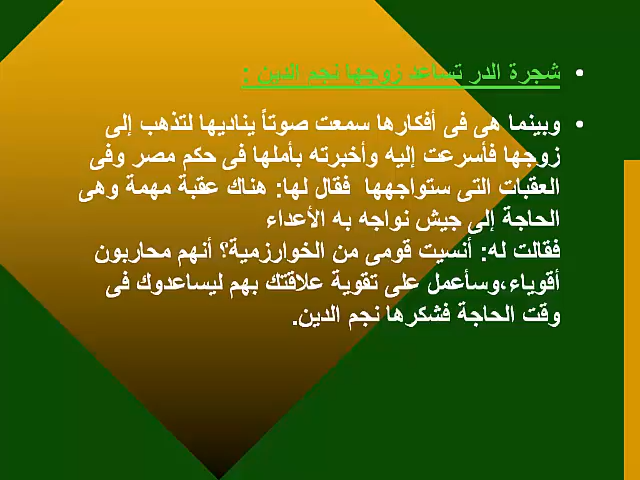 • شجرة الدر تساعد زوجها نجم الدين :
• وبينما هى فى أفكارها سمعت صوتاً يناديها لتذهب إلى
زوجها فأسرعت إليه وأخبرته بأملها فى حكم مصر وفى
العقبات التى ستواجهها فقال لها: هناك عقبة مهمة وهى
الحاجة إلى جيش نواجه به الأعداء
فقالت له: أنسيت قومى من الخوارزمية؟ أنهم محاربون
أقوياء،وسأعمل على تقوية علاقتك بهم ليساعدوك فى
وقت الحاجة فشكرها نجم الدين.